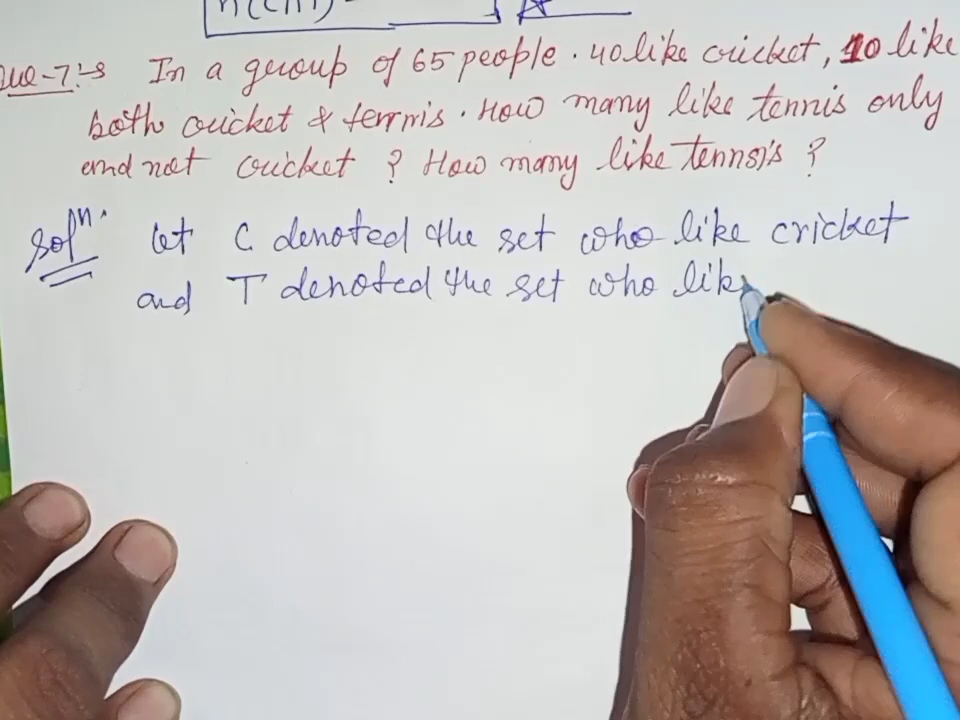 Que-7:-s In a group of 65 people . 40 like cricket, 10 like
both cricket & tennis . How many like tennis only
and not cricket ? How many like tennis ?
Solⁿ. let C denoted the set who like cricket
and T denoted the set who lik